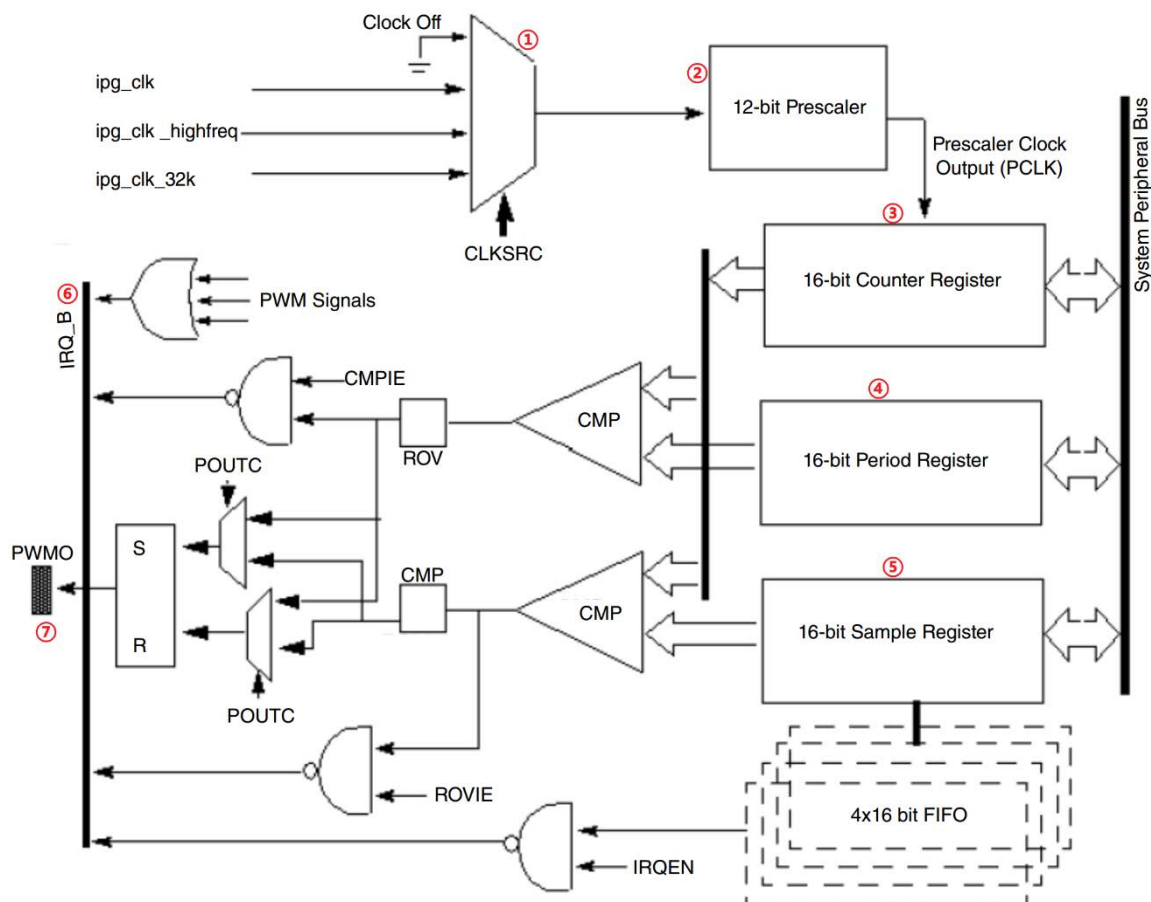 Clock Off
①
ipg_clk
ipg_clk _highfreq
ipg_clk_32k
CLKSRC
②
12-bit Prescaler
Prescaler Clock
Output (PCLK)
System Peripheral Bus
③
16-bit Counter Register
⑥
IRQ_B
PWM Signals
CMPIE
ROV
CMP
④
16-bit Period Register
POUTC
PWMO
⑦
S
R
CMP
CMP
⑤
16-bit Sample Register
POUTC
ROVIE
IRQEN
4x16 bit FIFO